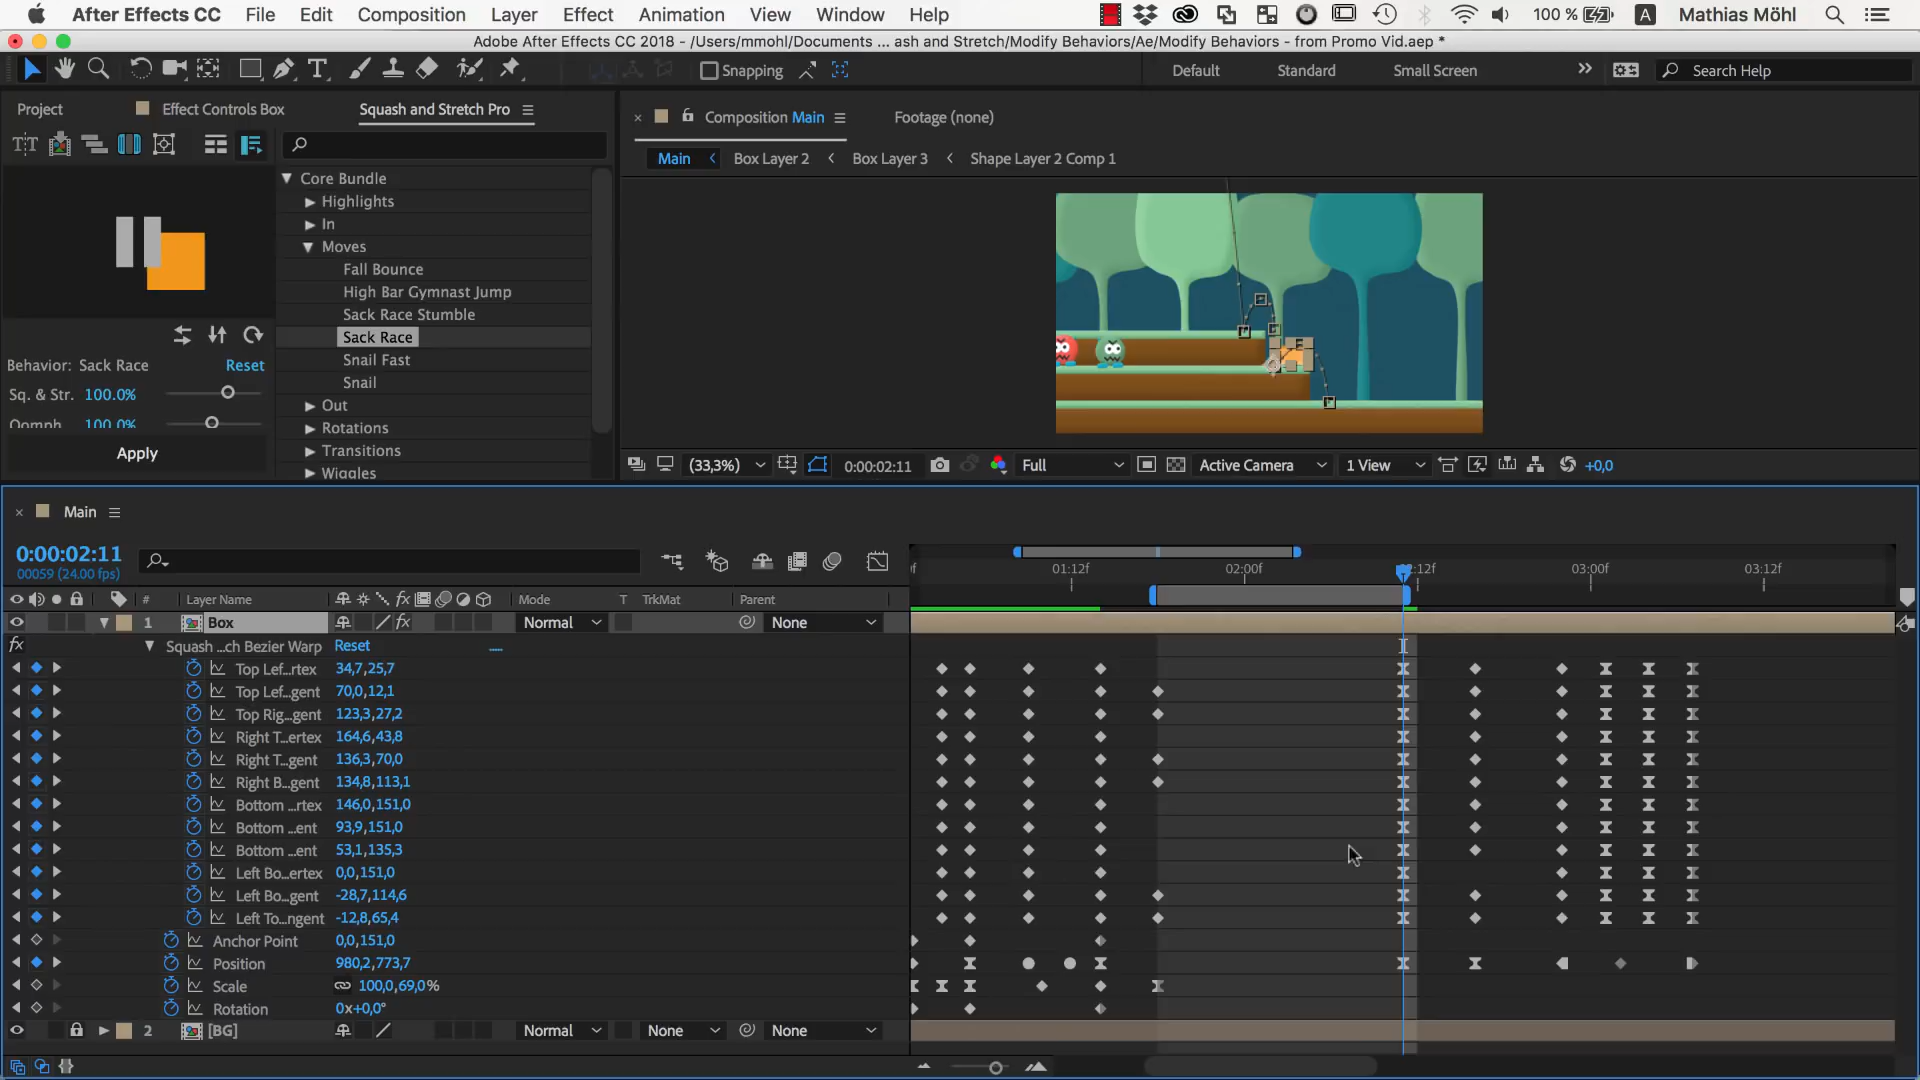 After Effects CC File Edit Composition Layer Effect Animation View Window Help 100 % A Mathias Möhl
Adobe After Effects CC 2018 - /Users/mmohl/Documents ... ash and Stretch/Modify Behaviors/Ae/Modify Behaviors - from Promo Vid.aep *
Snapping Default Standard Small Screen Search Help
Project Effect Controls Box Squash and Stretch Pro
Composition Main Footage (none)
Main Box Layer 2 Box Layer 3 Shape Layer 2 Comp 1
Core Bundle
Highlights
In
Moves
Fall Bounce
High Bar Gymnast Jump
Sack Race Stumble
Sack Race
Snail Fast
Snail
Out
Rotations
Transitions
Wiggles
Behavior: Sack Race Reset
Sq. & Str. 100.0%
Oomph 100.0%
Apply
(33,3%) 0:00:02:11 Full Active Camera 1 View +0,0
Main
0:00:02:11
00059 (24.00 fps)
01:12f 02:00f 02:12f 03:00f 03:12f
# Layer Name fx Mode T TrkMat Parent
1 Box fx Normal None
fx Squash ...ch Bezier Warp Reset
Top Lef...rtex 34,7,25,7
Top Lef...gent 70,0,12,1
Top Rig...gent 123,3,27,2
Right T...ertex 164,6,43,8
Right T...gent 136,3,70,0
Right B...gent 134,8,113,1
Bottom ...rtex 146,0,151,0
Bottom ...ent 93,9,151,0
Bottom ...ent 53,1,135,3
Left Bo...ertex 0,0,151,0
Left Bo...gent -28,7,114,6
Left To...ngent -12,8,65,4
Anchor Point 0,0,151,0
Position 980,2,773,7
Scale 100,0,69,0%
Rotation 0x+0,0°
2 [BG] Normal None None